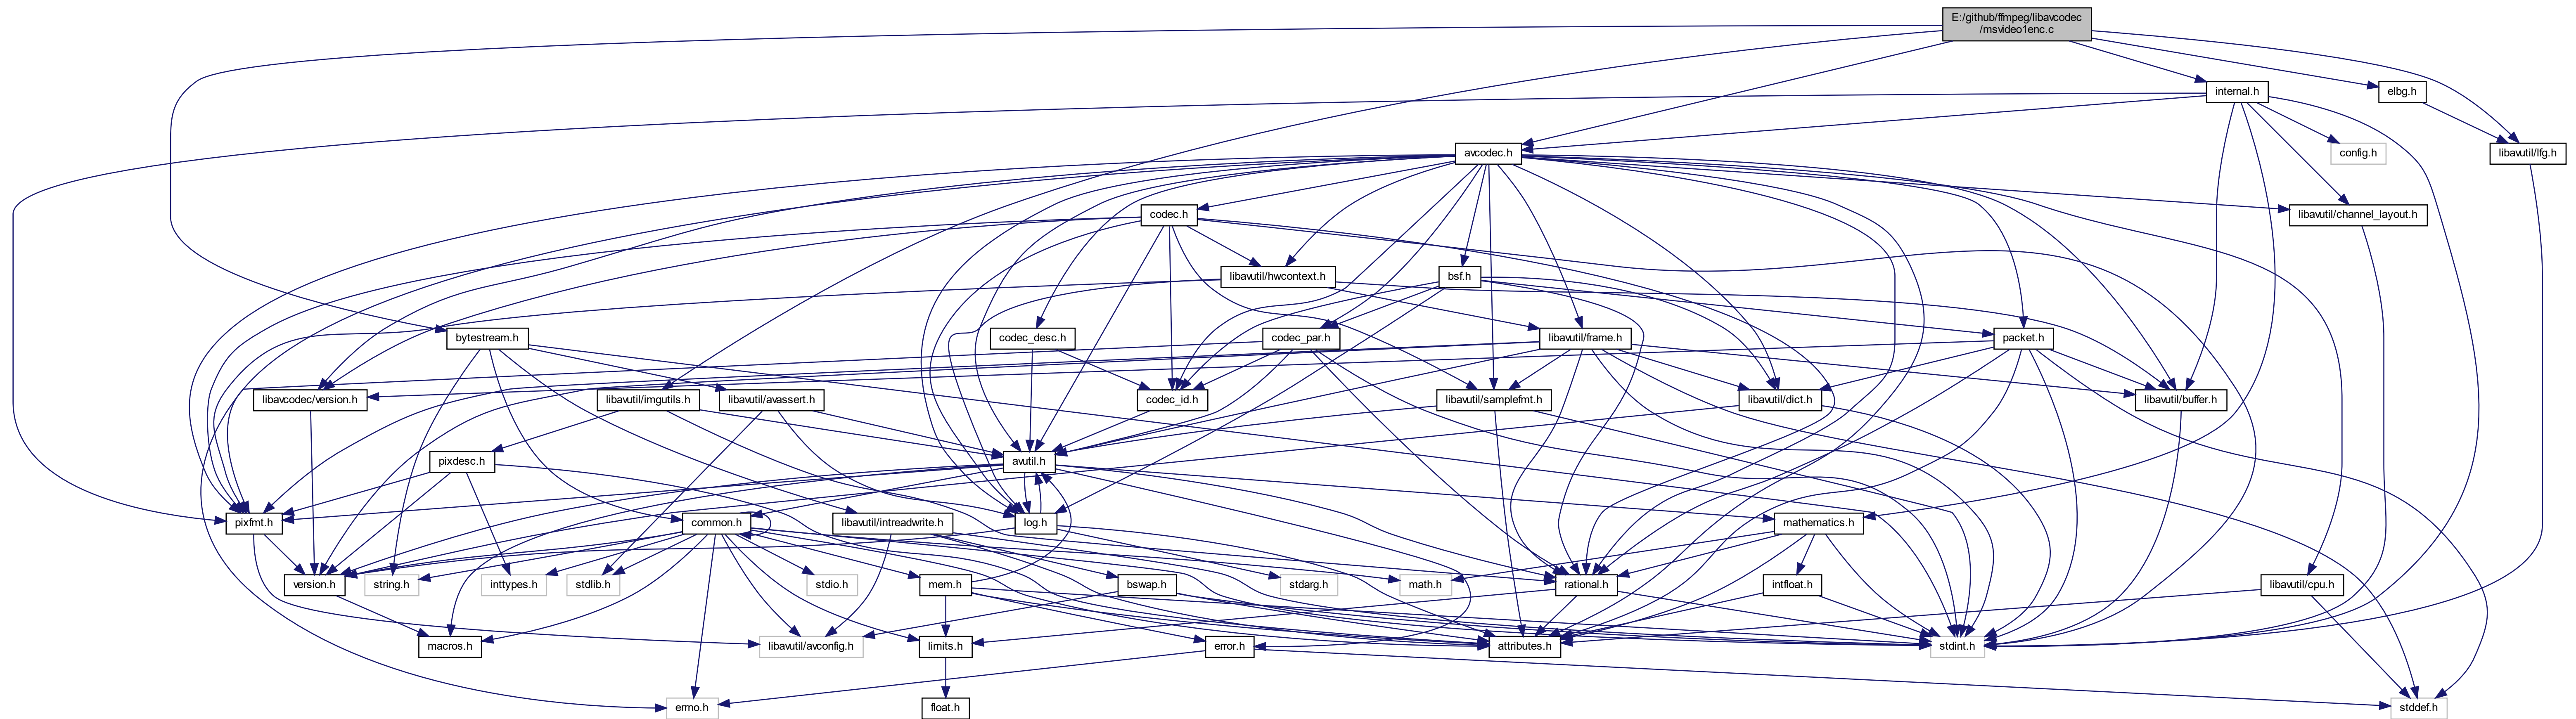 E:/github/ffmpeg/libavcodec
/msvideo1enc.c
internal.h
elbg.h
avcodec.h
config.h
libavutil/lfg.h
codec.h
libavutil/channel_layout.h
libavutil/hwcontext.h
bsf.h
bytestream.h
codec_desc.h
codec_par.h
libavutil/frame.h
packet.h
libavcodec/version.h
libavutil/imgutils.h
libavutil/avassert.h
codec_id.h
libavutil/samplefmt.h
libavutil/dict.h
libavutil/buffer.h
pixdesc.h
avutil.h
pixfmt.h
common.h
libavutil/intreadwrite.h
log.h
mathematics.h
version.h
string.h
inttypes.h
stdlib.h
stdio.h
mem.h
bswap.h
stdarg.h
math.h
rational.h
intfloat.h
libavutil/cpu.h
macros.h
libavutil/avconfig.h
limits.h
error.h
attributes.h
stdint.h
errno.h
float.h
stddef.h